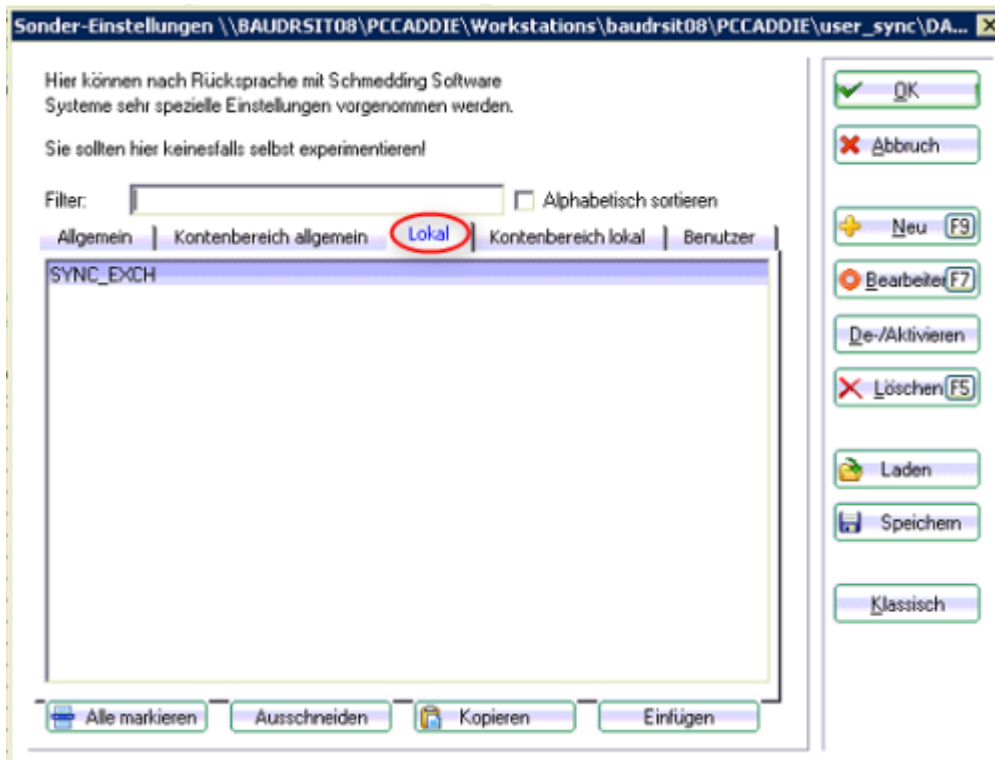 Sonder-Einstellungen \\BAUDRSIT08\PCCADDIE\Workstations\baudrsit08\PCCADDIE\user_sync\DA...
Hier können nach Rücksprache mit Schmedding Software
Systeme sehr spezielle Einstellungen vorgenommen werden.
Sie sollten hier keinesfalls selbst experimentieren!
Filter:
Alphabetisch sortieren
Allgemein
Kontenbereich allgemein
Lokal
Kontenbereich lokal
Benutzer
SYNC_EXCH
Alle markieren
Ausschneiden
Kopieren
Einfügen
OK
Abbruch
Neu F9
Bearbeiten F7
De-/Aktivieren
Löschen F5
Laden
Speichern
Klassisch